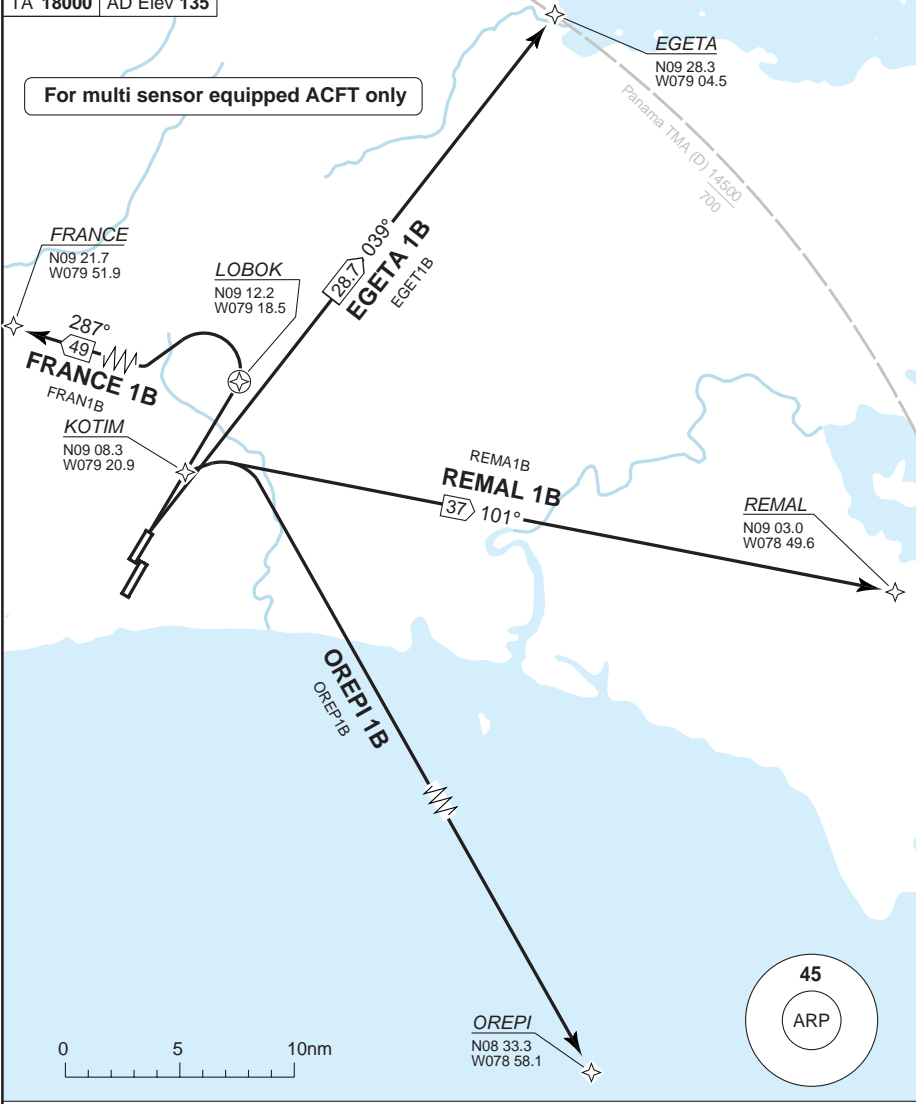 TA 18000 AD Elev 135
EGETA
N09 28.3
W079 04.5
For multi sensor equipped ACFT only
Panama TMA (D) 14500
700
FRANCE
N09 21.7
W079 51.9
LOBOK
N09 12.2
W079 18.5
28.7 039°
EGETA 1B
EGET1B
287°
49
FRANCE 1B
FRAN1B
KOTIM
N09 08.3
W079 20.9
REMA1B
REMAL 1B
37 101°
REMAL
N09 03.0
W078 49.6
OREPI 1B
OREP1B
45
ARP
OREPI
N08 33.3
W078 58.1
0 5 10nm